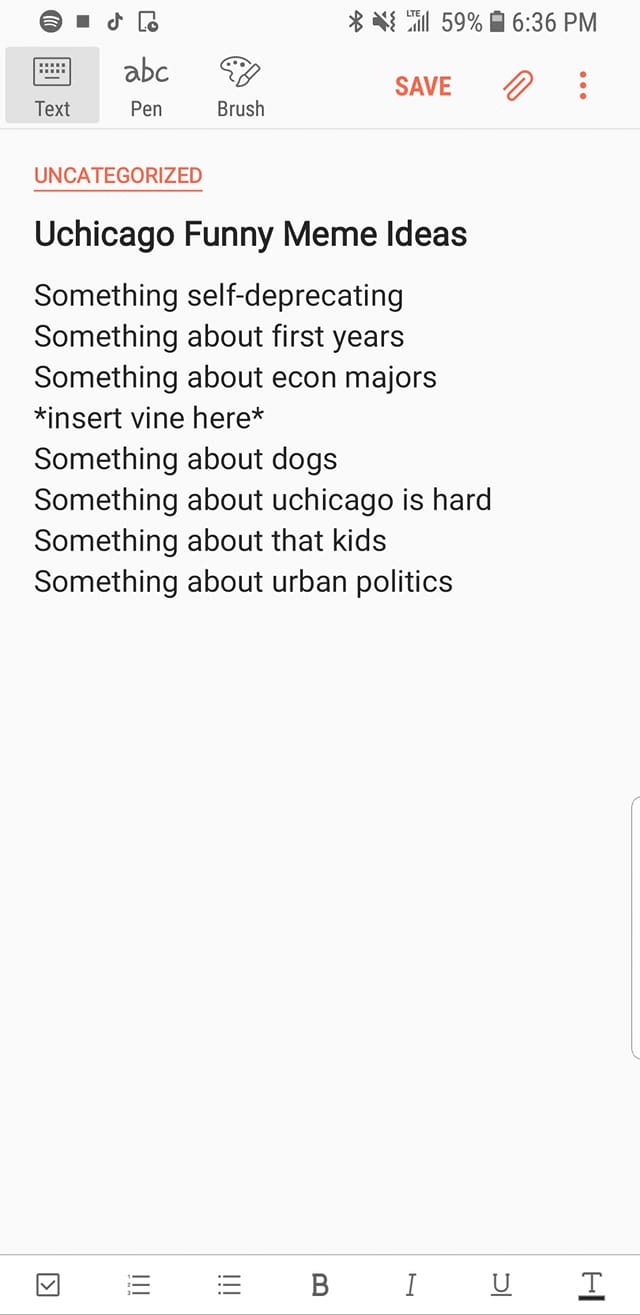 LTE 59% 6:36 PM
abc
SAVE
Text Pen Brush
UNCATEGORIZED
Uchicago Funny Meme Ideas
Something self-deprecating
Something about first years
Something about econ majors
*insert vine here*
Something about dogs
Something about uchicago is hard
Something about that kids
Something about urban politics
B I U T